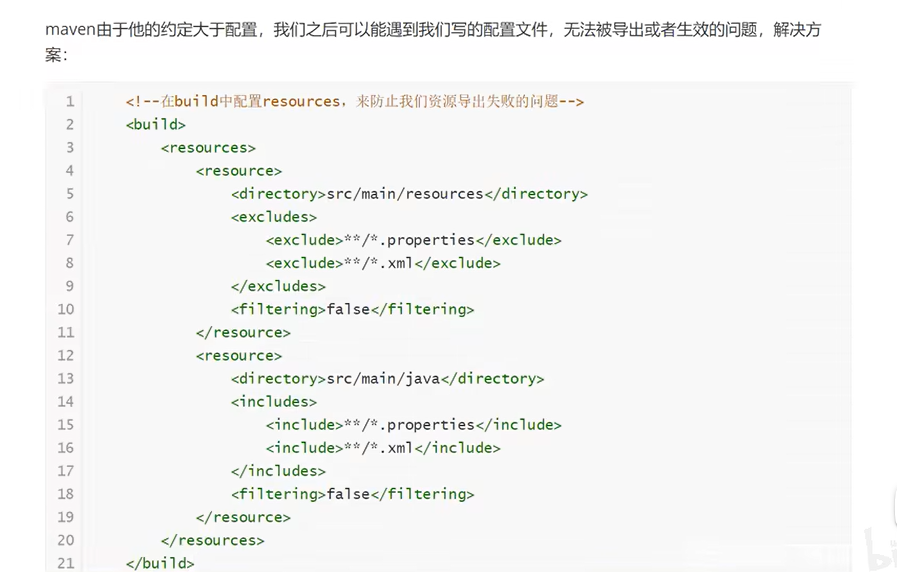 maven由于他的约定大于配置，我们之后可以能遇到我们写的配置文件，无法被导出或者生效的问题，解决方
案：
1 <!--在build中配置resources，来防止我们资源导出失败的问题-->
2 <build>
3 <resources>
4 <resource>
5 <directory>src/main/resources</directory>
6 <excludes>
7 <exclude>**/*.properties</exclude>
8 <exclude>**/*.xml</exclude>
9 </excludes>
10 <filtering>false</filtering>
11 </resource>
12 <resource>
13 <directory>src/main/java</directory>
14 <includes>
15 <include>**/*.properties</include>
16 <include>**/*.xml</include>
17 </includes>
18 <filtering>false</filtering>
19 </resource>
20 </resources>
21 </build>